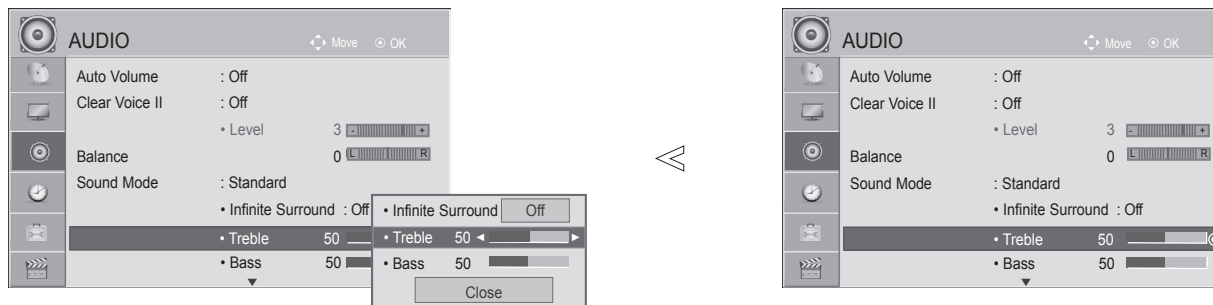 AUDIO Move OK
Auto Volume : Off
Clear Voice II : Off
• Level 3 - +
Balance 0 L R
Sound Mode : Standard
• Infinite Surround : Off
• Treble 50
• Bass 50
• Infinite Surround Off
• Treble 50
• Bass 50
Close
AUDIO Move OK
Auto Volume : Off
Clear Voice II : Off
• Level 3 - +
Balance 0 L R
Sound Mode : Standard
• Infinite Surround : Off
• Treble 50
• Bass 50